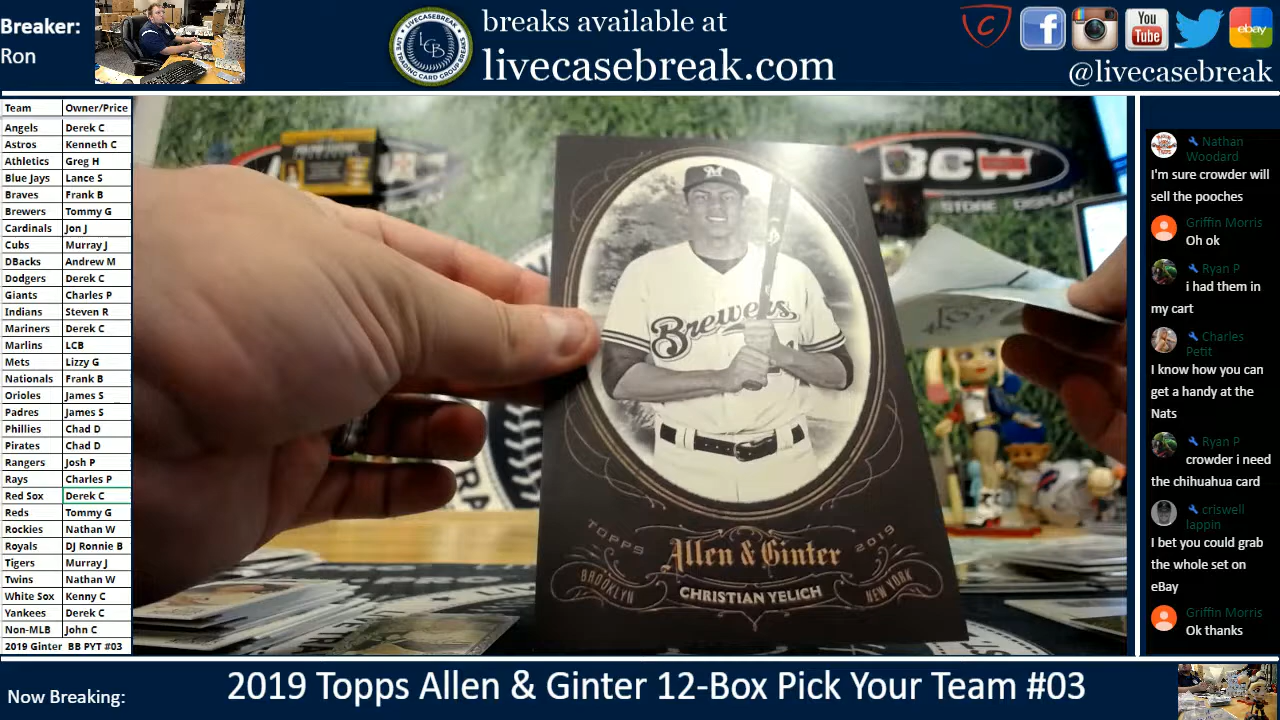 Breaker:
Ron
LCB
breaks available at
livecasebreak.com
You
Tube
ebay
@livecasebreak
Team Owner/Price
Angels Derek C
Astros Kenneth C
Athletics Greg H
Blue Jays Lance S
Braves Frank B
Brewers Tommy G
Cardinals Jon J
Cubs Murray J
DBacks Andrew M
Dodgers Derek C
Giants Charles P
Indians Steven R
Mariners Derek C
Marlins LCB
Mets Lizzy G
Nationals Frank B
Orioles James S
Padres James S
Phillies Chad D
Pirates Chad D
Rangers Josh P
Rays Charles P
Red Sox Derek C
Reds Tommy G
Rockies Nathan W
Royals DJ Ronnie B
Tigers Murray J
Twins Nathan W
White Sox Kenny C
Yankees Derek C
Non-MLB John C
2019 Ginter BB PYT #03
BCW
STORE DISPLAY
M
Brewers
TOPPS 2019
Allen & Ginter
BROOKLYN NEW YORK
CHRISTIAN YELICH
Nathan
Woodard
I'm sure crowder will
sell the pooches
Griffin Morris
Oh ok
Ryan P
i had them in
my cart
Charles
Petit
I know how you can
get a handy at the
Nats
Ryan P
crowder i need
the chihuahua card
criswell
lappin
I bet you could grab
the whole set on
eBay
Griffin Morris
Ok thanks
Now Breaking:
2019 Topps Allen & Ginter 12-Box Pick Your Team #03